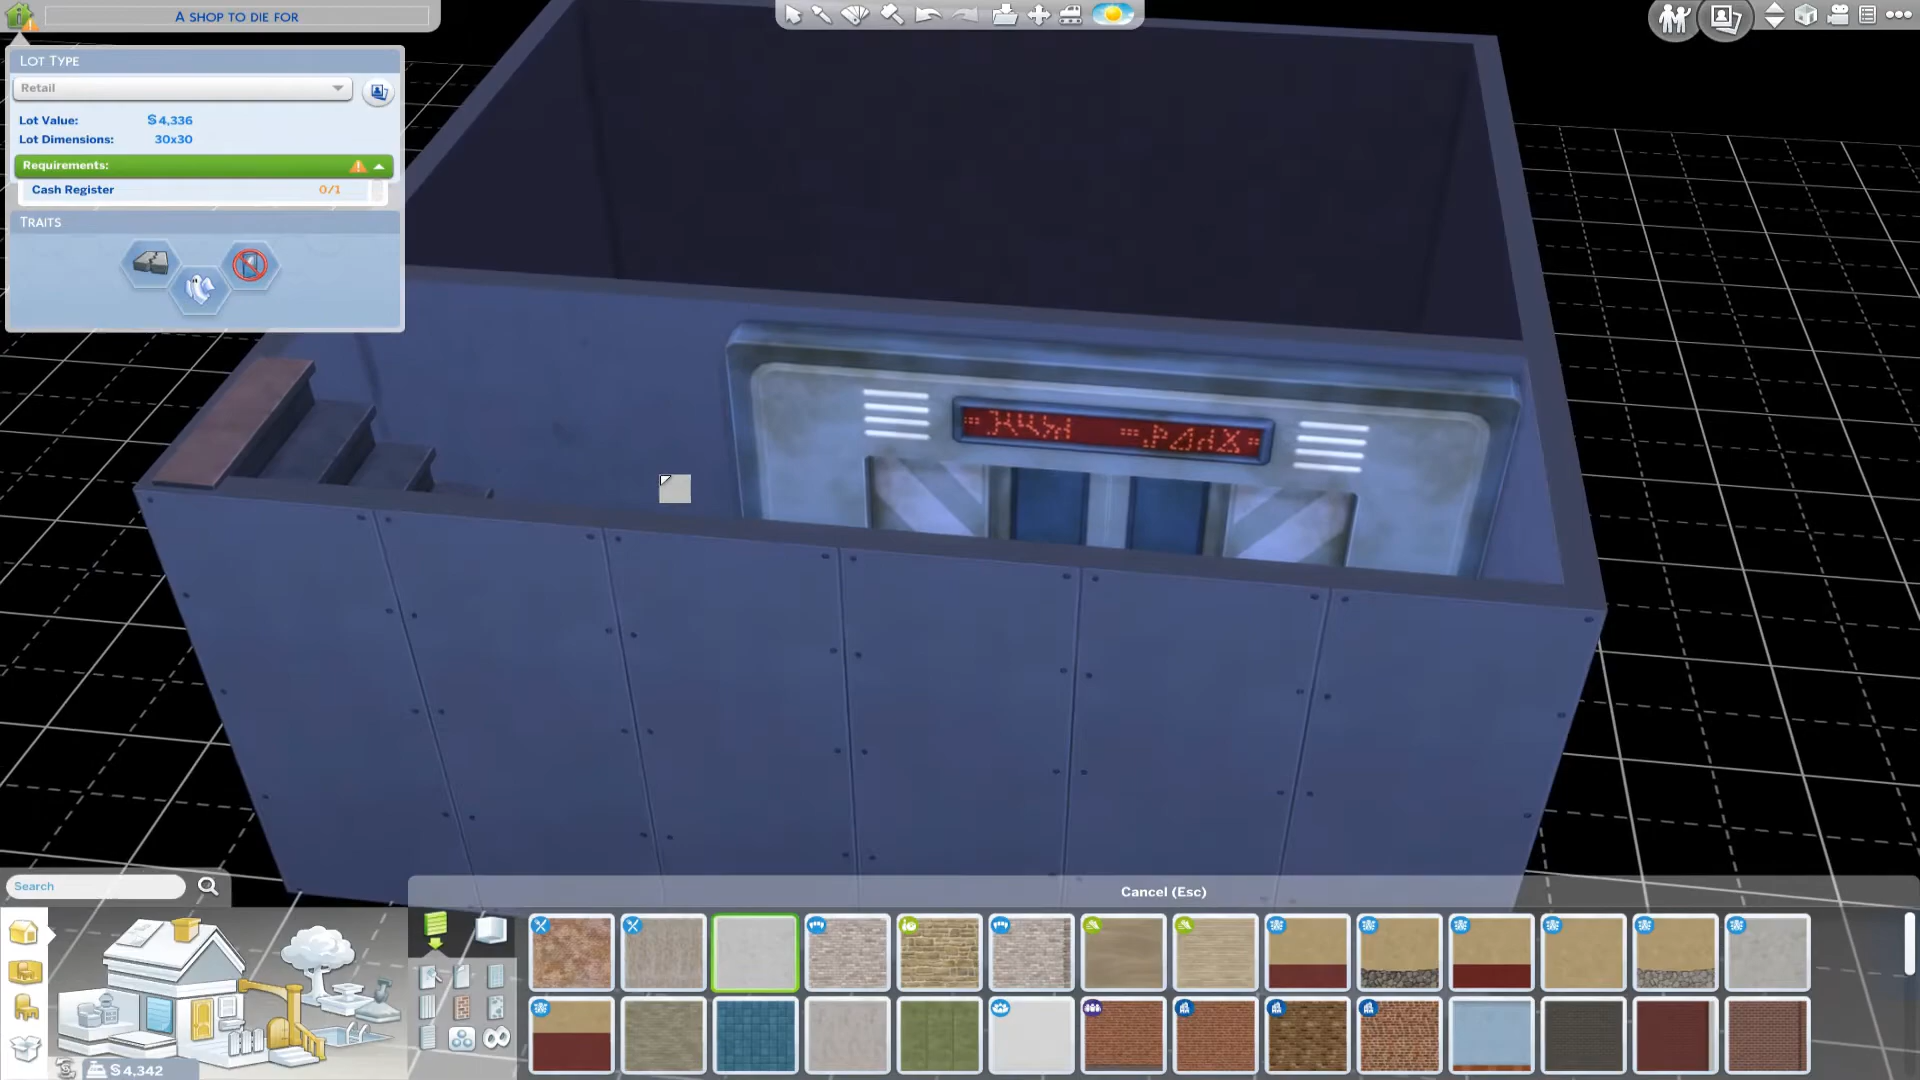 A SHOP TO DIE FOR
LOT TYPE
Retail
Lot Value: $4,336
Lot Dimensions: 30x30
Requirements:
Cash Register 0/1
TRAITS
Search
Cancel (Esc)
$4,342